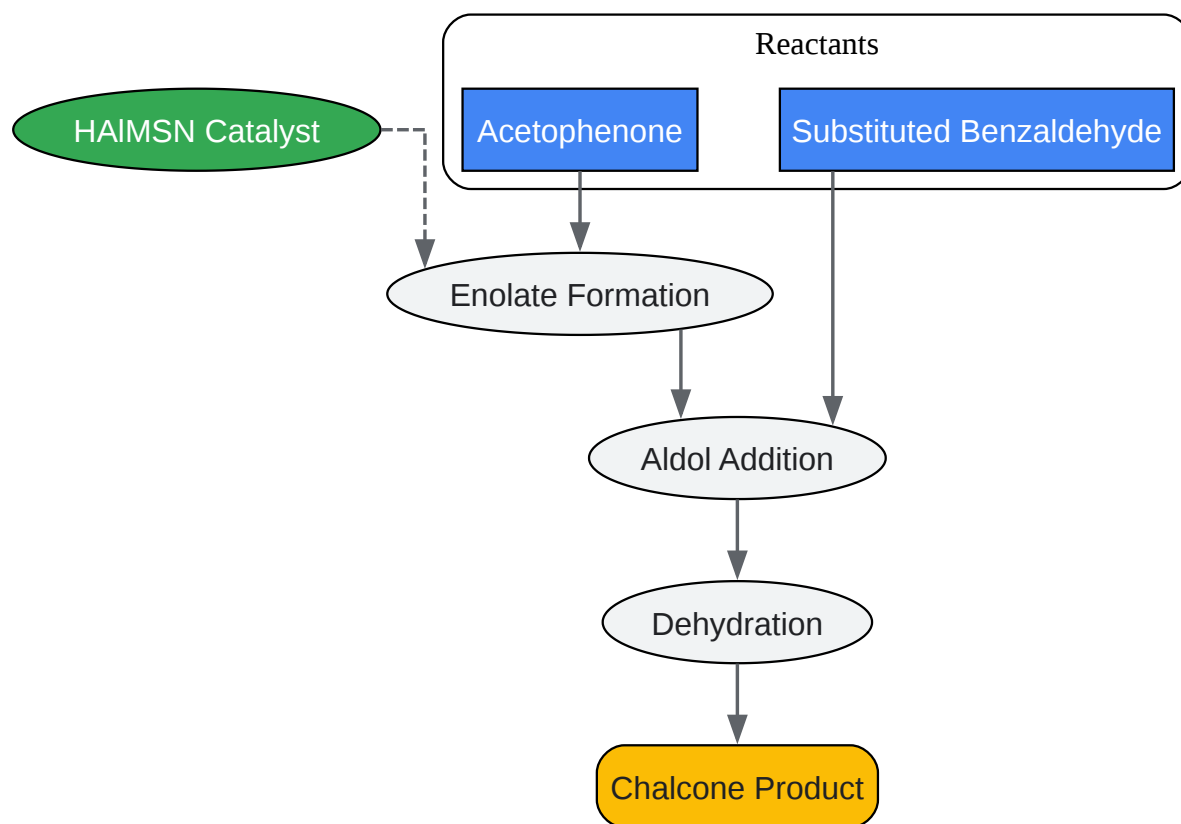 Reactants
HAlMSN Catalyst
Acetophenone
Substituted Benzaldehyde
Enolate Formation
Aldol Addition
Dehydration
Chalcone Product